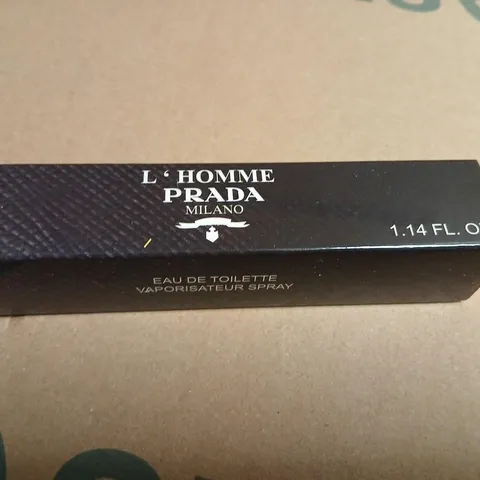 L ‘ HOMME
PRADA
MILANO
1.14 FL. O
EAU DE TOILETTE
VAPORISATEUR SPRAY